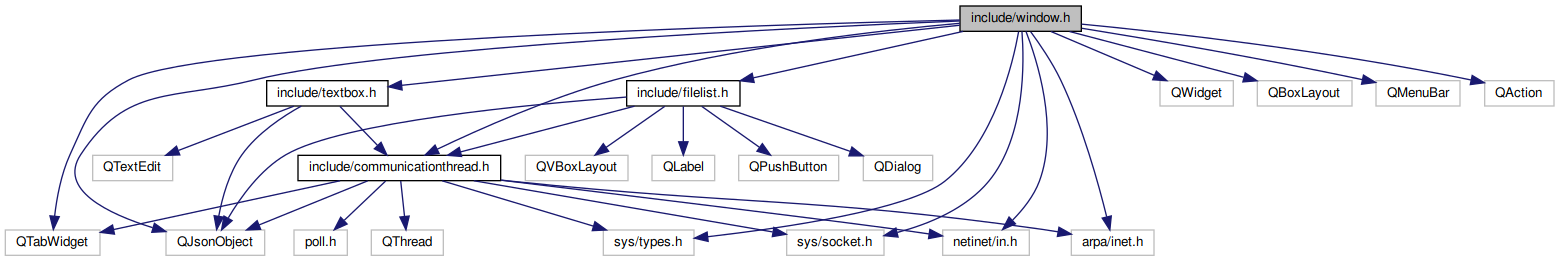 include/window.h
include/textbox.h
include/filelist.h
QWidget
QBoxLayout
QMenuBar
QAction
QTextEdit
include/communicationthread.h
QVBoxLayout
QLabel
QPushButton
QDialog
QTabWidget
QJsonObject
poll.h
QThread
sys/types.h
sys/socket.h
netinet/in.h
arpa/inet.h